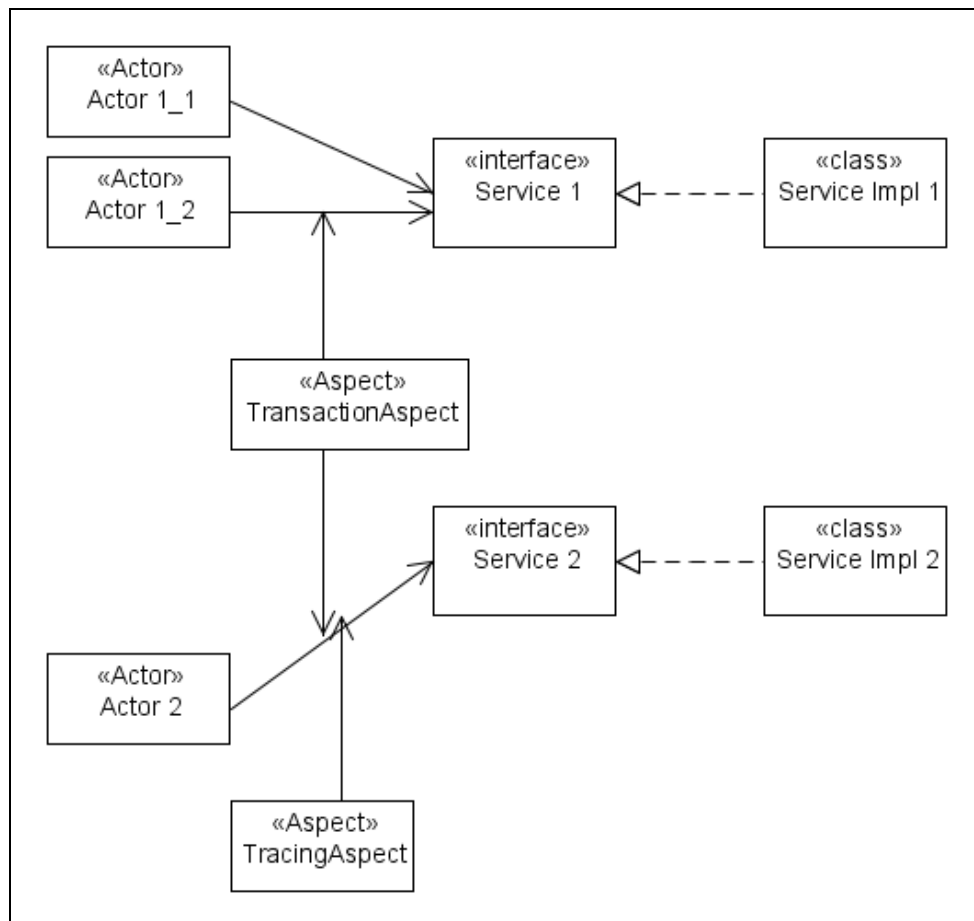 «Actor»
Actor 1_1
«Actor»
Actor 1_2
«interface»
Service 1
«class»
Service Impl 1
«Aspect»
TransactionAspect
«interface»
Service 2
«class»
Service Impl 2
«Actor»
Actor 2
«Aspect»
TracingAspect